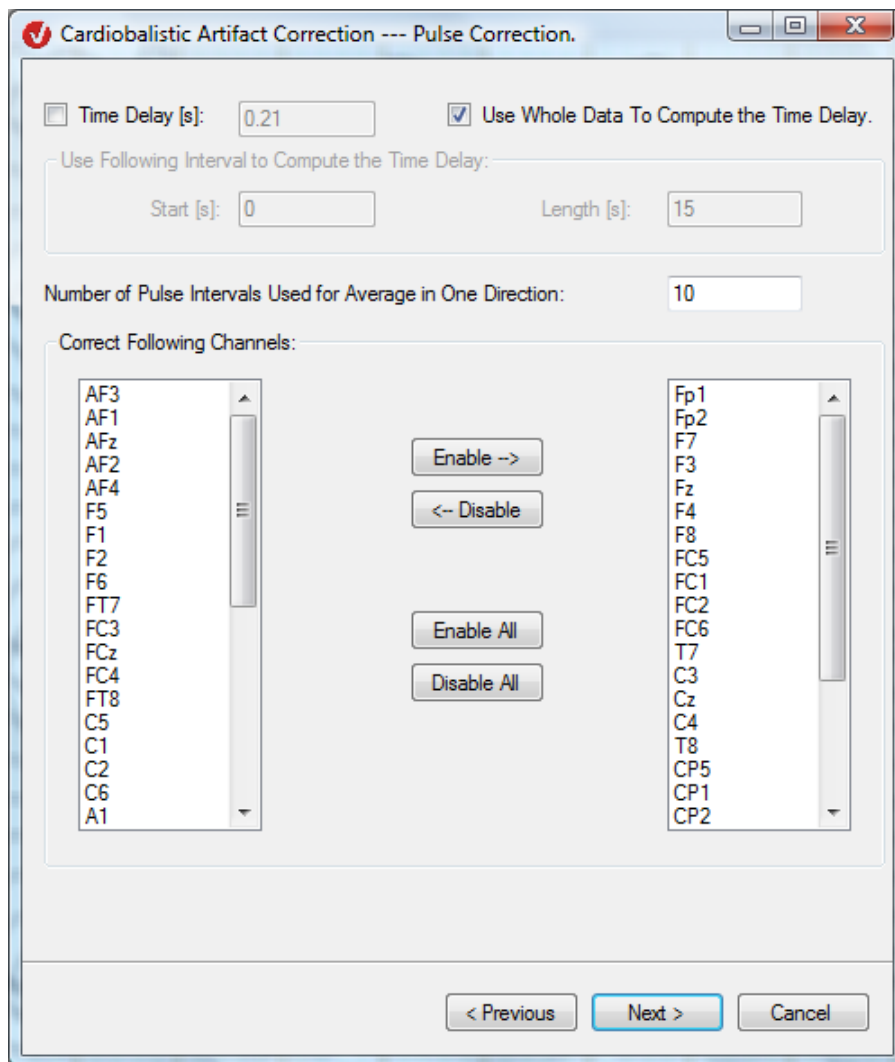 Cardiobalistic Artifact Correction --- Pulse Correction.
Time Delay [s]: 0.21 Use Whole Data To Compute the Time Delay.
Use Following Interval to Compute the Time Delay:
Start [s]: 0 Length [s]: 15
Number of Pulse Intervals Used for Average in One Direction: 10
Correct Following Channels:
AF3
AF1
AFz
AF2
AF4
F5
F1
F2
F6
FT7
FC3
FCz
FC4
FT8
C5
C1
C2
C6
A1
Enable -->
<-- Disable
Enable All
Disable All
Fp1
Fp2
F7
F3
Fz
F4
F8
FC5
FC1
FC2
FC6
T7
C3
Cz
C4
T8
CP5
CP1
CP2
< Previous Next > Cancel